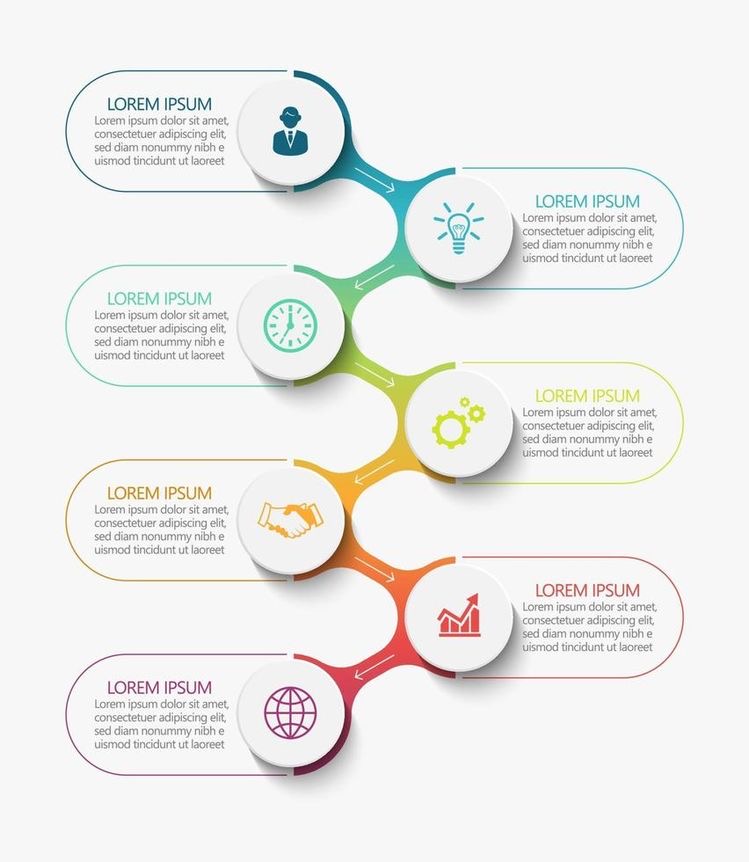 LOREM IPSUM
Lorem ipsum dolor sit amet,
consectetuer adipiscing elit,
sed diam nonummy nibh e
uismod tincidunt ut laoreet
LOREM IPSUM
Lorem ipsum dolor sit amet,
consectetuer adipiscing elit,
sed diam nonummy nibh e
uismod tincidunt ut laoreet
LOREM IPSUM
Lorem ipsum dolor sit amet,
consectetuer adipiscing elit,
sed diam nonummy nibh e
uismod tincidunt ut laoreet
LOREM IPSUM
Lorem ipsum dolor sit amet,
consectetuer adipiscing elit,
sed diam nonummy nibh e
uismod tincidunt ut laoreet
LOREM IPSUM
Lorem ipsum dolor sit amet,
consectetuer adipiscing elit,
sed diam nonummy nibh e
uismod tincidunt ut laoreet
LOREM IPSUM
Lorem ipsum dolor sit amet,
consectetuer adipiscing elit,
sed diam nonummy nibh e
uismod tincidunt ut laoreet
LOREM IPSUM
Lorem ipsum dolor sit amet,
consectetuer adipiscing elit,
sed diam nonummy nibh e
uismod tincidunt ut laoreet